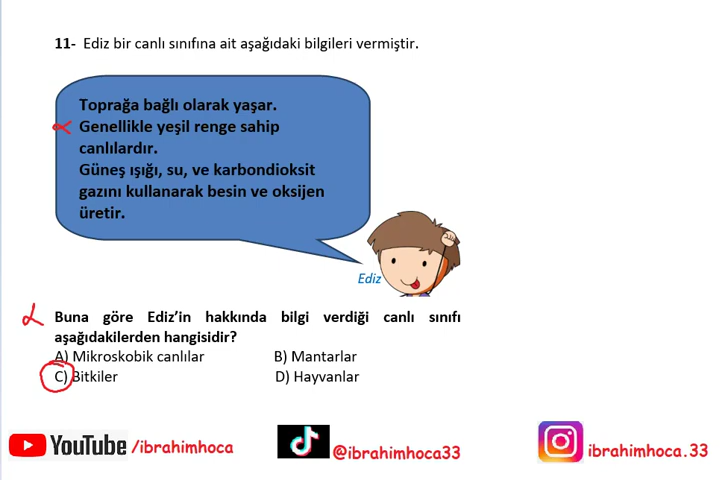 11- Ediz bir canlı sınıfına ait aşağıdaki bilgileri vermiştir.
Toprağa bağlı olarak yaşar.
Genellikle yeşil renge sahip
canlılardır.
Güneş ışığı, su, ve karbondioksit
gazını kullanarak besin ve oksijen
üretir.
Ediz
Buna göre Ediz’in hakkında bilgi verdiği canlı sınıfı
aşağıdakilerden hangisidir?
A) Mikroskobik canlılar B) Mantarlar
C) Bitkiler D) Hayvanlar
YouTube /ibrahimhoca @ibrahimhoca33 ibrahimhoca.33